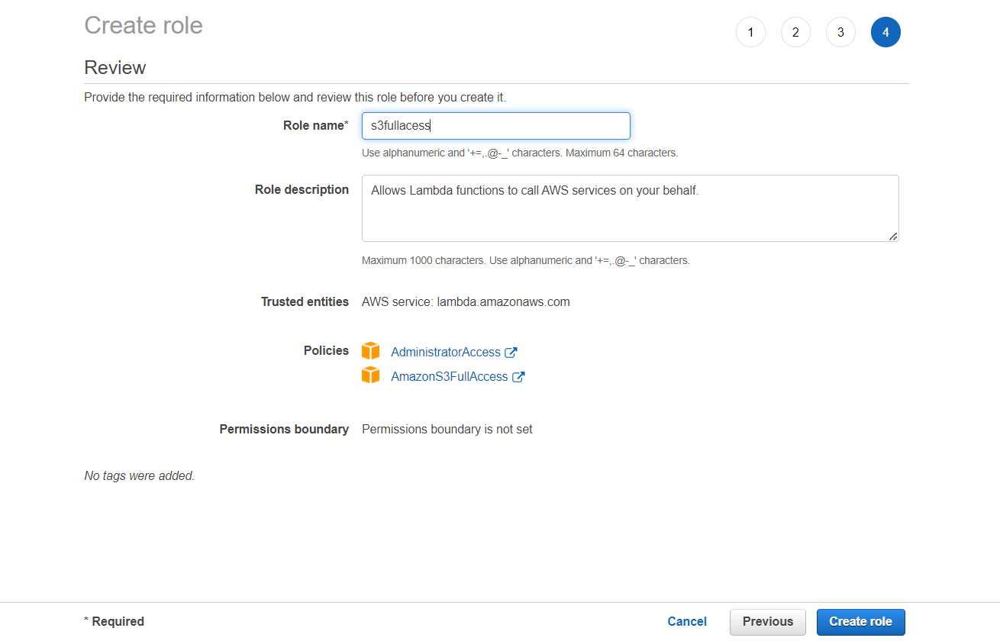 Create role
1 2 3 4
Review
Provide the required information below and review this role before you create it.
Role name* s3fullacess
Use alphanumeric and '+=,.@-_' characters. Maximum 64 characters.
Role description Allows Lambda functions to call AWS services on your behalf.
Maximum 1000 characters. Use alphanumeric and '+=,.@-_' characters.
Trusted entities AWS service: lambda.amazonaws.com
Policies AdministratorAccess
AmazonS3FullAccess
Permissions boundary Permissions boundary is not set
No tags were added.
* Required Cancel Previous Create role